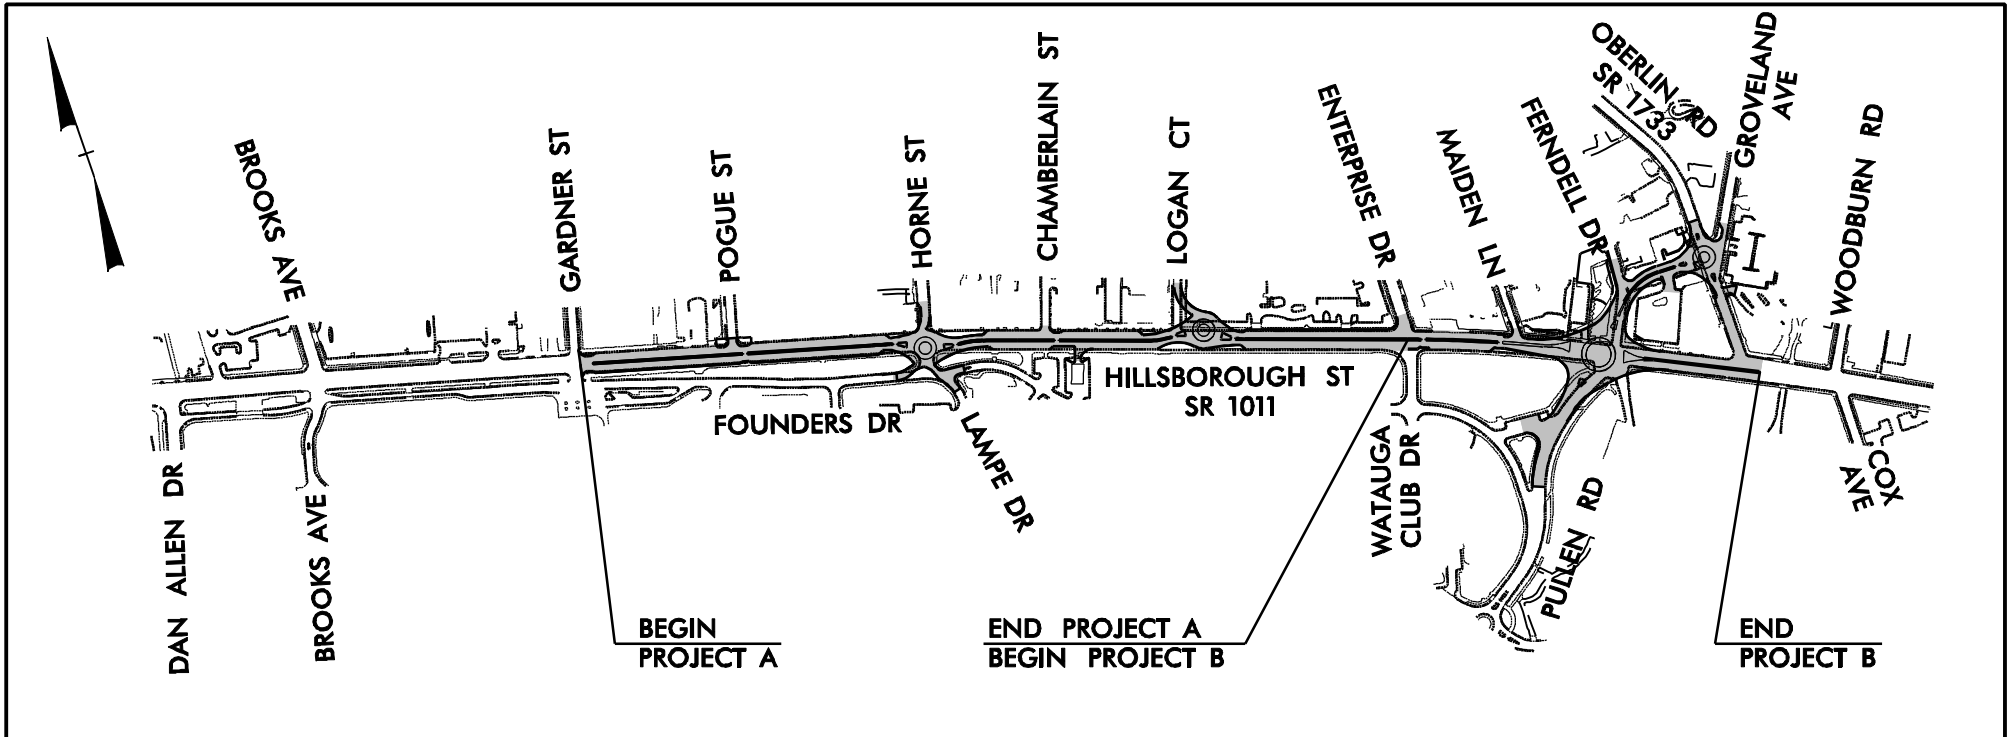 BROOKS AVE
GARDNER ST
POGUE ST
HORNE ST
CHAMBERLAIN ST
LOGAN CT
ENTERPRISE DR
MAIDEN LN
FERNDELL DR
OBERLIN RD
SR 1733
GROVELAND
AVE
WOODBURN RD
HILLSBOROUGH ST
SR 1011
FOUNDERS DR
LAMPE DR
DAN ALLEN DR
BROOKS AVE
WATAUGA
CLUB DR
PULLEN RD
COX
AVE
BEGIN
PROJECT A
END PROJECT A
BEGIN PROJECT B
END
PROJECT B